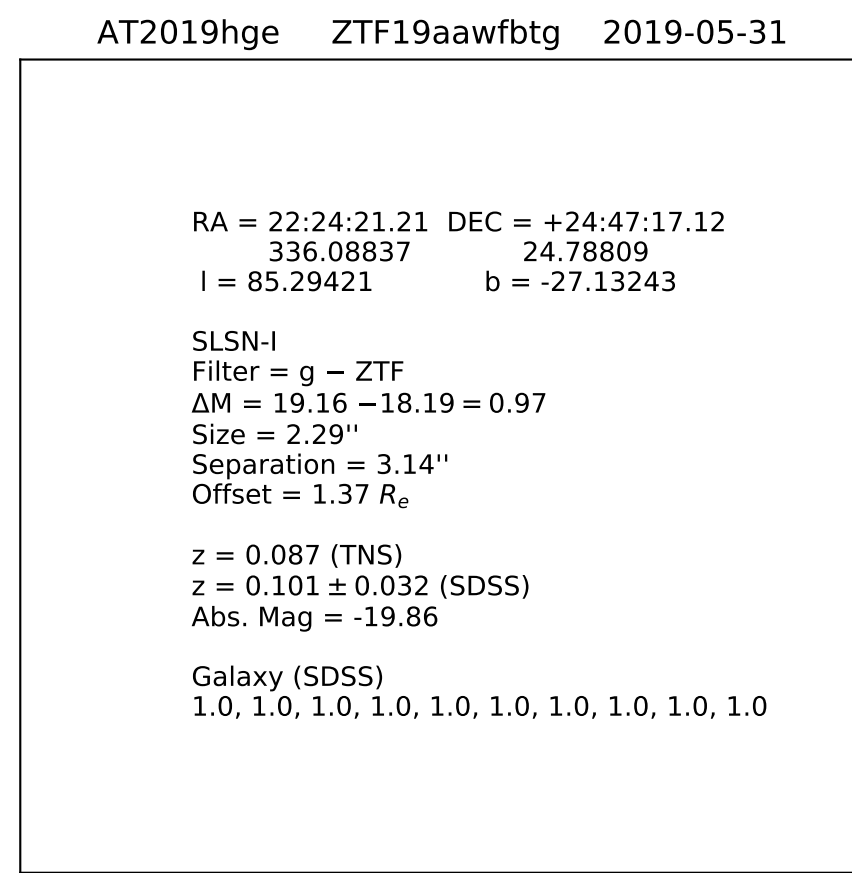 AT2019hge ZTF19aawfbtg 2019-05-31
RA = 22:24:21.21 DEC = +24:47:17.12
336.08837 24.78809
l = 85.29421 b = -27.13243
SLSN-I
Filter = g − ZTF
ΔM = 19.16 −18.19 = 0.97
Size = 2.29''
Separation = 3.14''
Offset = 1.37 Rₑ
z = 0.087 (TNS)
z = 0.101 ± 0.032 (SDSS)
Abs. Mag = -19.86
Galaxy (SDSS)
1.0, 1.0, 1.0, 1.0, 1.0, 1.0, 1.0, 1.0, 1.0, 1.0